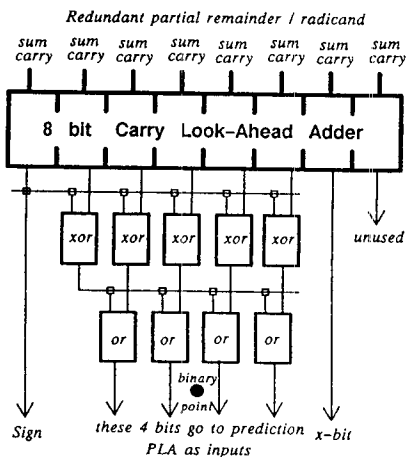 Redundant partial remainder / radicand
sum sum sum sum sum sum sum sum
carry carry carry carry carry carry carry carry
8 bit Carry Look-Ahead Adder
xor xor xor xor xor
unused
or or or or
binary
point
Sign these 4 bits go to prediction x-bit
PLA as inputs